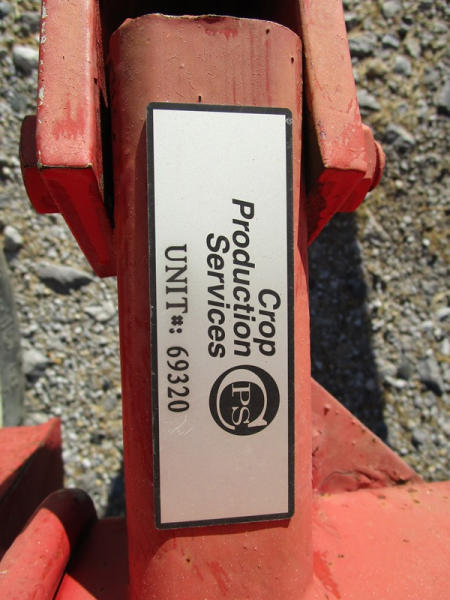 Crop
Production
Services
CPS
UNIT#: 69320